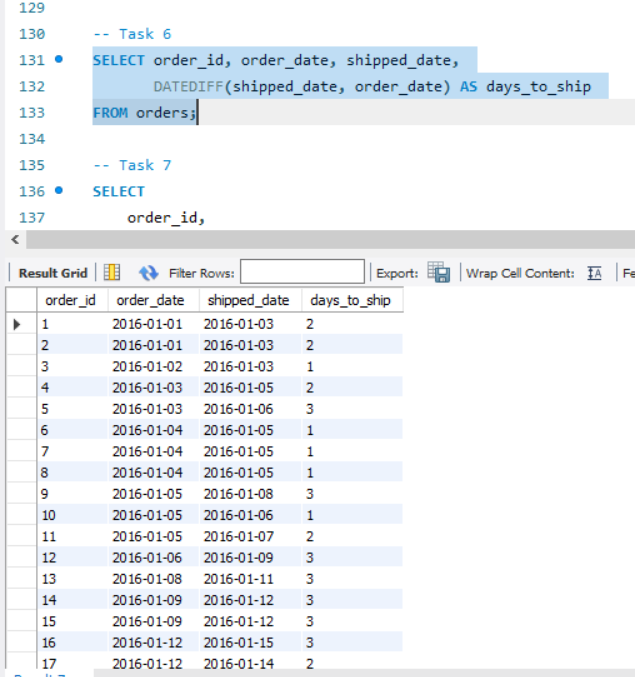 129
130 -- Task 6
131 SELECT order_id, order_date, shipped_date,
132 DATEDIFF(shipped_date, order_date) AS days_to_ship
133 FROM orders;
134
135 -- Task 7
136 SELECT
137 order_id,
Result Grid Filter Rows: Export: Wrap Cell Content: Fe
order_id order_date shipped_date days_to_ship
1 2016-01-01 2016-01-03 2
2 2016-01-01 2016-01-03 2
3 2016-01-02 2016-01-03 1
4 2016-01-03 2016-01-05 2
5 2016-01-03 2016-01-06 3
6 2016-01-04 2016-01-05 1
7 2016-01-04 2016-01-05 1
8 2016-01-04 2016-01-05 1
9 2016-01-05 2016-01-08 3
10 2016-01-05 2016-01-06 1
11 2016-01-05 2016-01-07 2
12 2016-01-06 2016-01-09 3
13 2016-01-08 2016-01-11 3
14 2016-01-09 2016-01-12 3
15 2016-01-09 2016-01-12 3
16 2016-01-12 2016-01-15 3
17 2016-01-12 2016-01-14 2